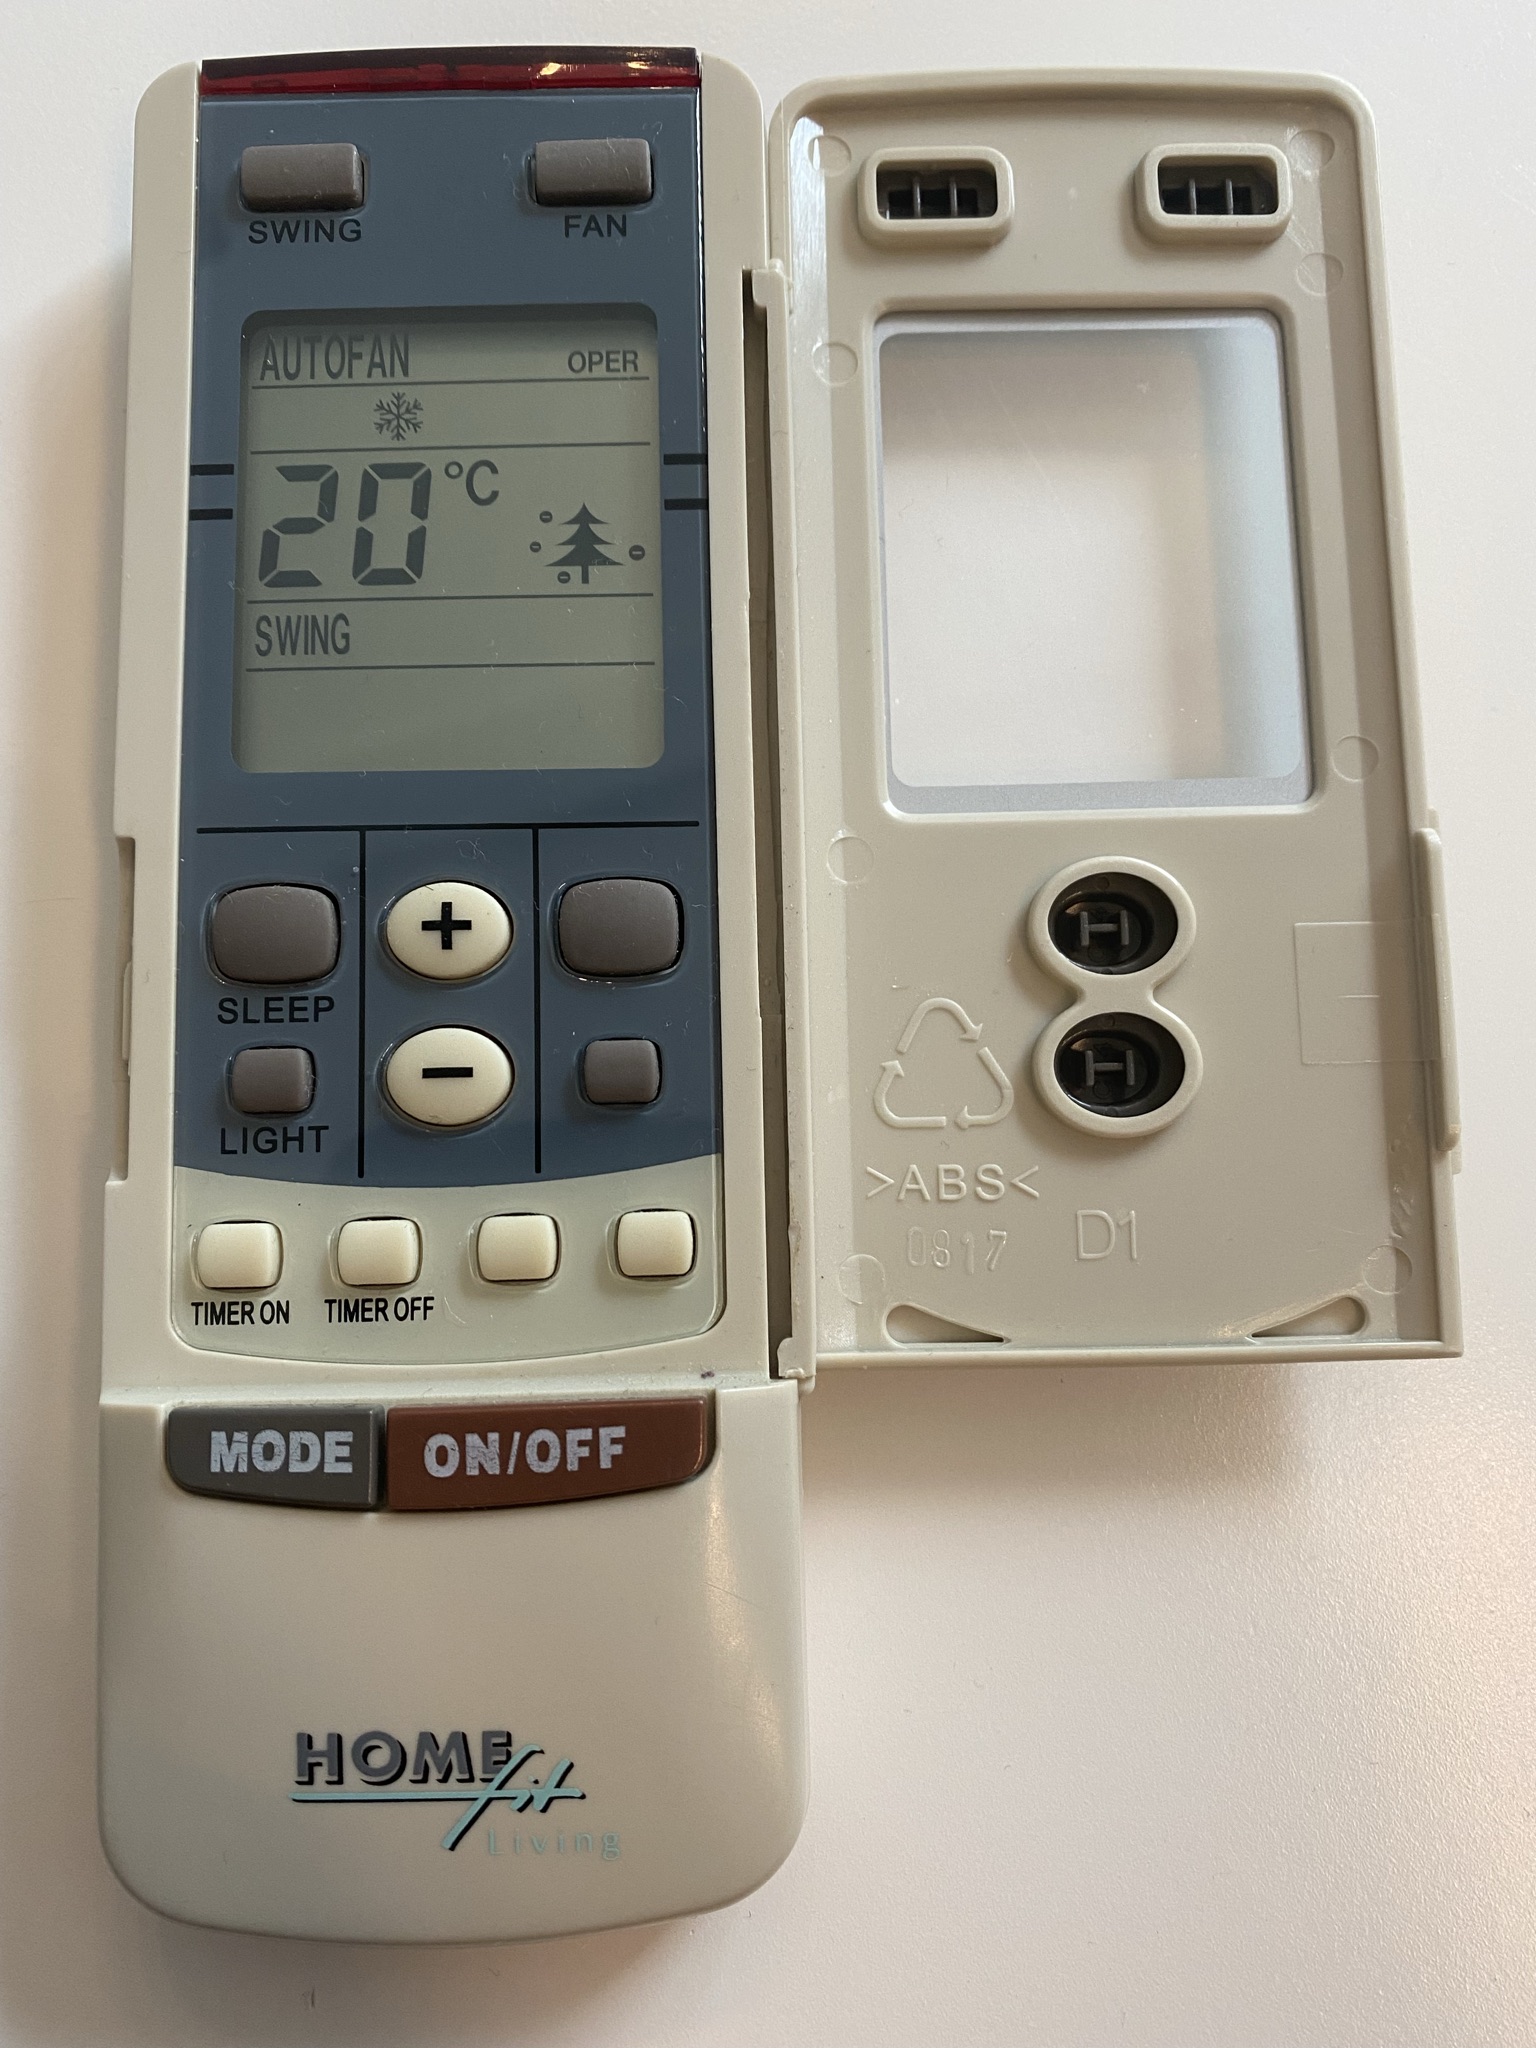 SWING
FAN
AUTOFAN OPER
20 °C
SWING
+
SLEEP
-
LIGHT
TIMER ON TIMER OFF
MODE ON/OFF
HOME
fit
Living
H
H
>ABS<
0817 D1